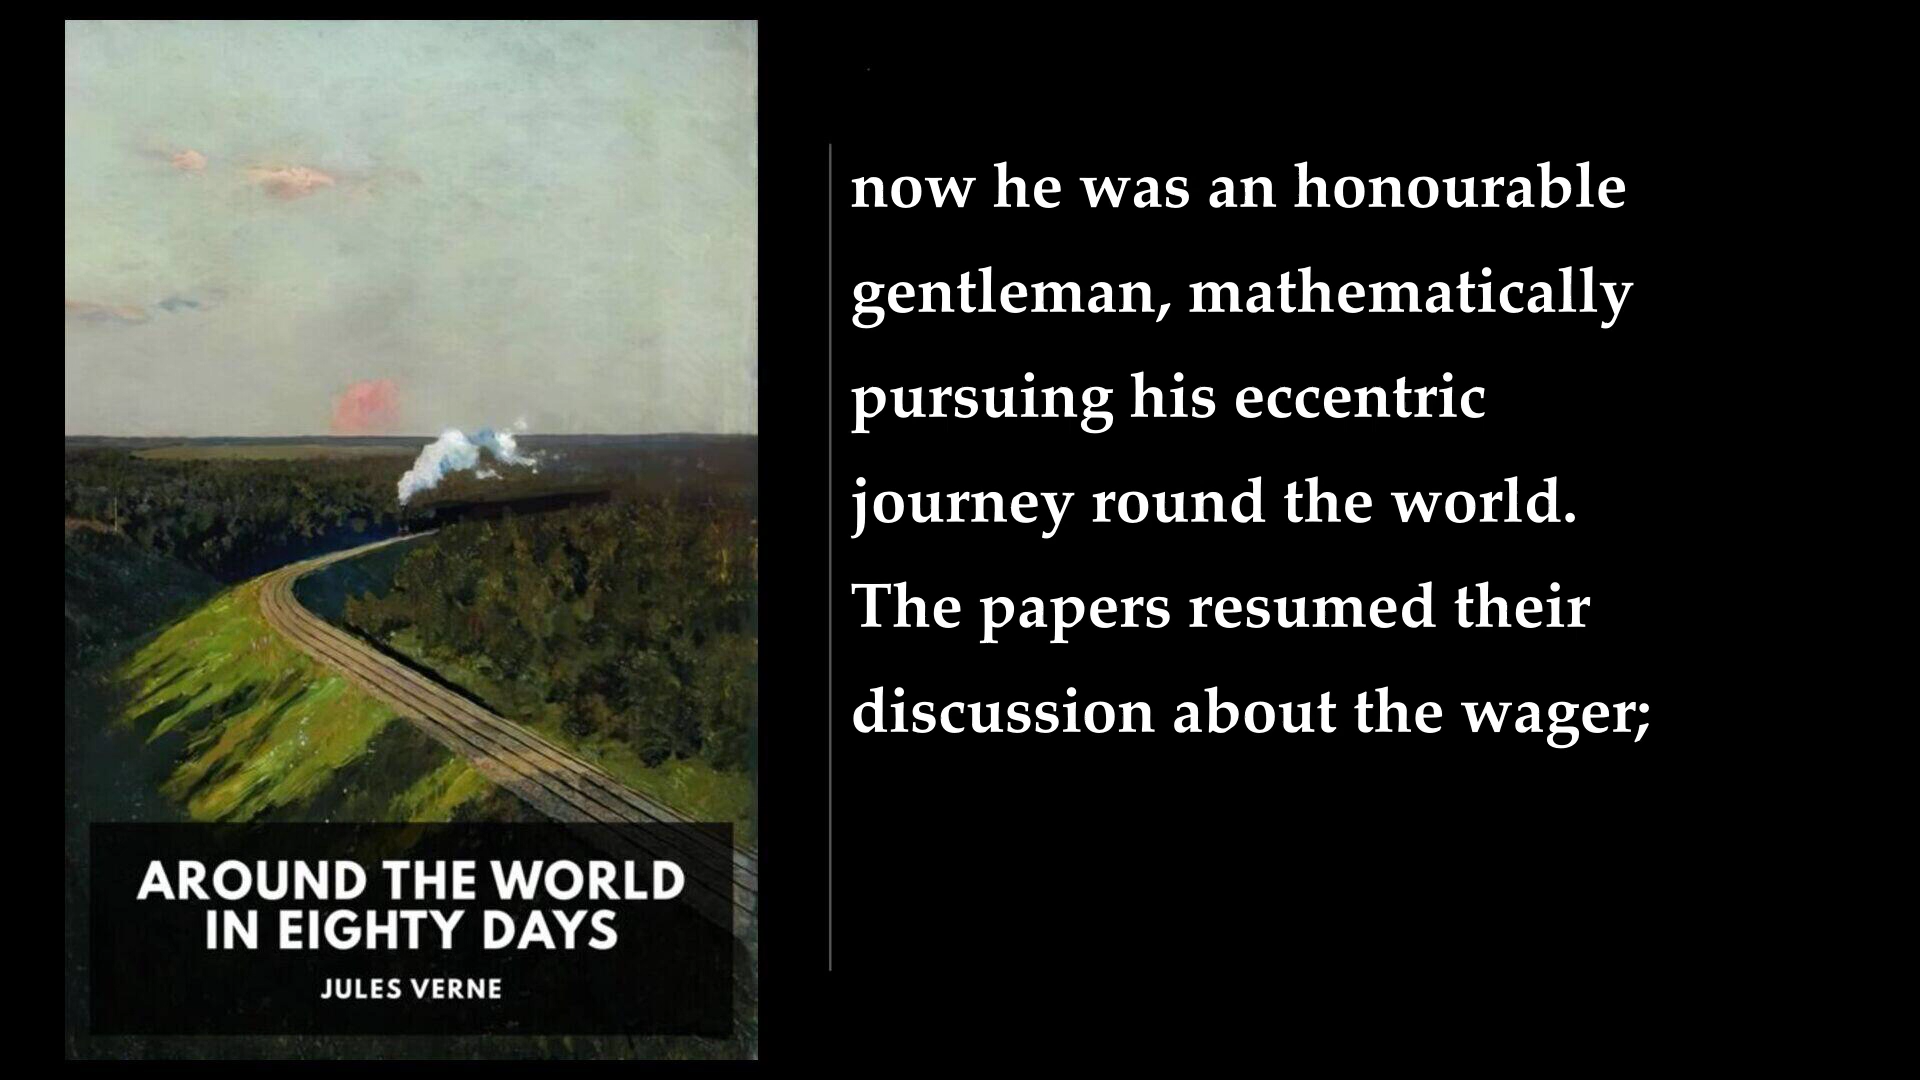 now he was an honourable
gentleman, mathematically
pursuing his eccentric
journey round the world.
The papers resumed their
discussion about the wager;
AROUND THE WORLD
IN EIGHTY DAYS
JULES VERNE